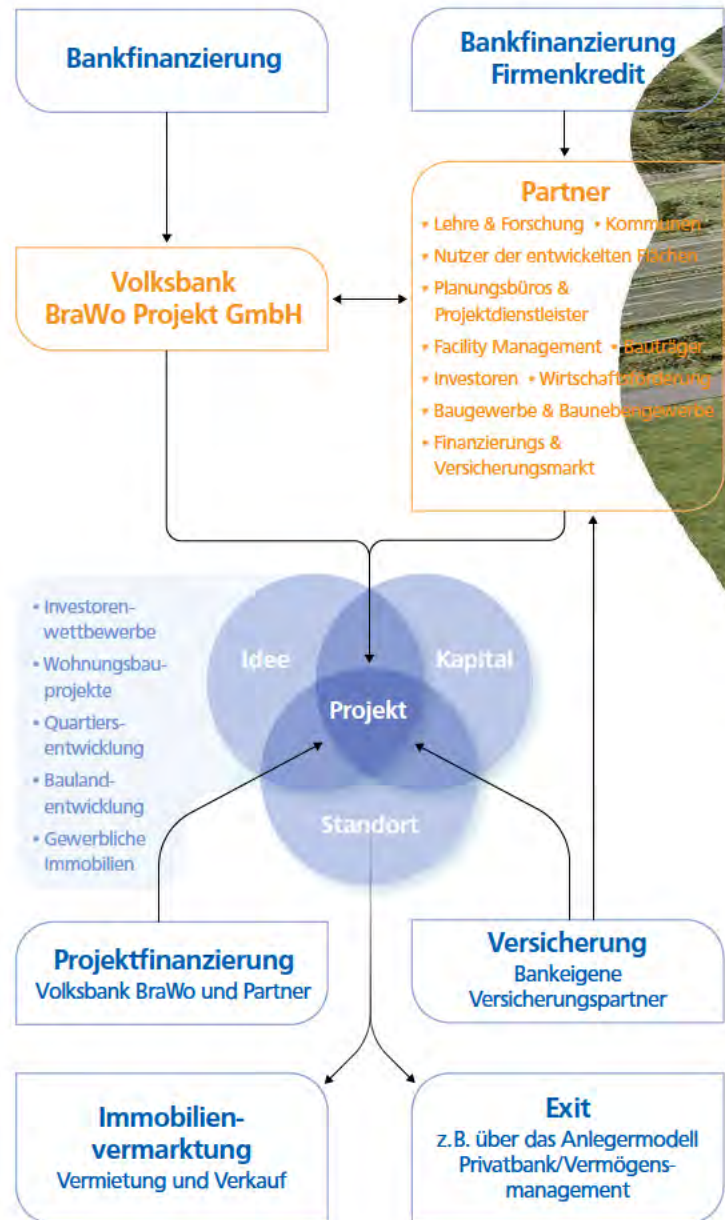 Bankfinanzierung
Bankfinanzierung
Firmenkredit
Partner
• Lehre & Forschung • Kommunen
• Nutzer der entwickelten Flächen
• Planungsbüros &
Projektdienstleister
• Facility Management • Bauträger
• Investoren • Wirtschaftsförderung
• Baugewerbe & Baunebengewerbe
• Finanzierungs &
Versicherungsmarkt
Volksbank
BraWo Projekt GmbH
• Investoren-
wettbewerbe
• Wohnungsbau-
projekte
• Quartiers-
entwicklung
• Bauland-
entwicklung
• Gewerbliche
Immobilien
Idee
Kapital
Projekt
Standort
Projektfinanzierung
Volksbank BraWo und Partner
Versicherung
Bankeigene
Versicherungspartner
Immobilien-
vermarktung
Vermietung und Verkauf
Exit
z.B. über das Anlegermodell
Privatbank/Vermögens-
management